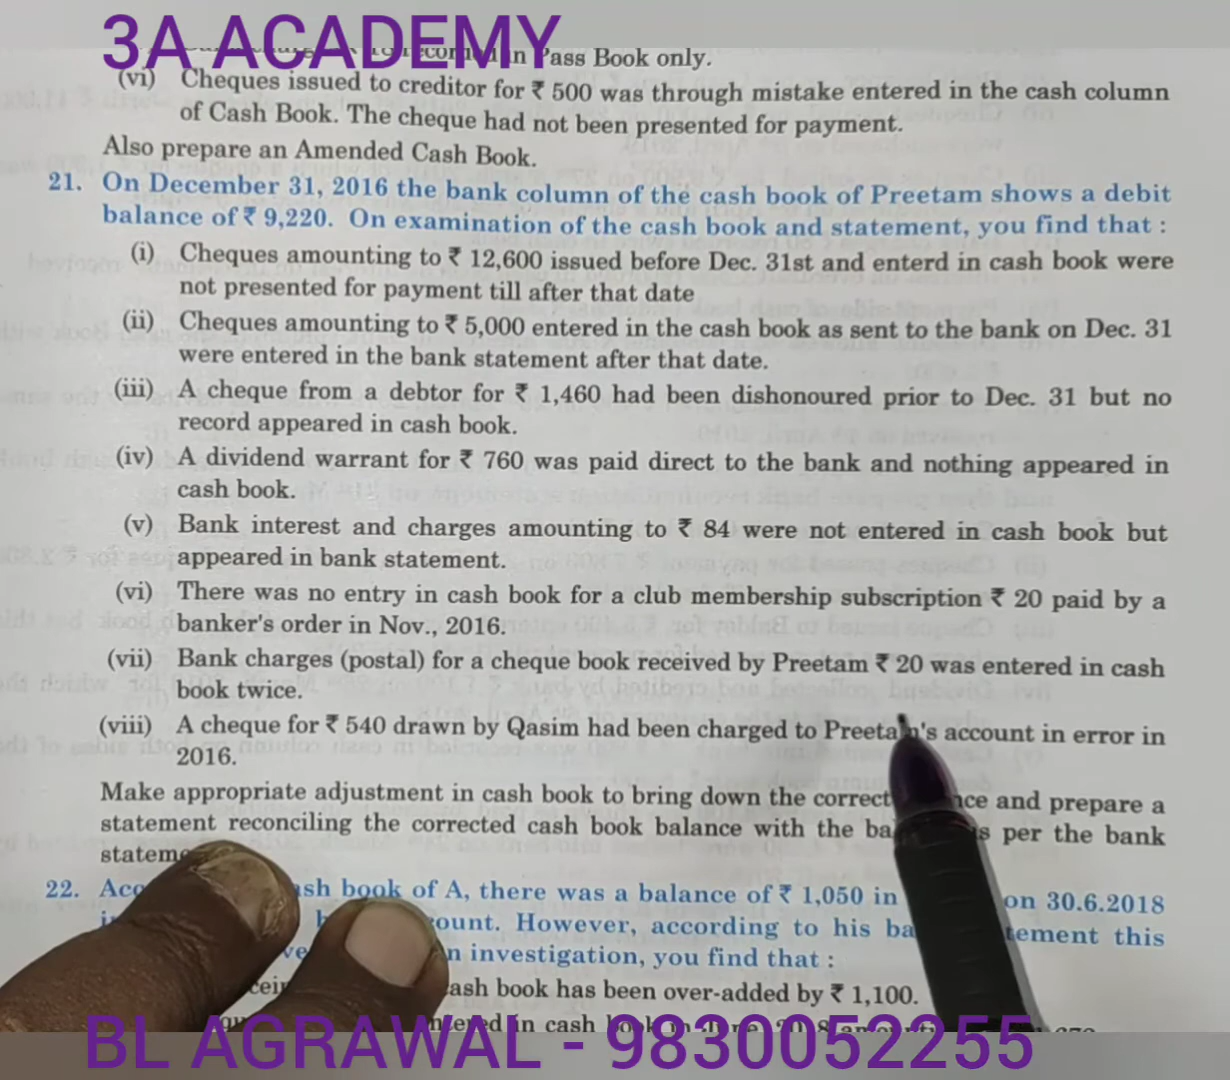 3A ACADEMY
in Pass Book only.
(vi) Cheques issued to creditor for ₹ 500 was through mistake entered in the cash column
of Cash Book. The cheque had not been presented for payment.
Also prepare an Amended Cash Book.
21. On December 31, 2016 the bank column of the cash book of Preetam shows a debit
balance of ₹ 9,220. On examination of the cash book and statement, you find that :
(i) Cheques amounting to ₹ 12,600 issued before Dec. 31st and enterd in cash book were
not presented for payment till after that date
(ii) Cheques amounting to ₹ 5,000 entered in the cash book as sent to the bank on Dec. 31
were entered in the bank statement after that date.
(iii) A cheque from a debtor for ₹ 1,460 had been dishonoured prior to Dec. 31 but no
record appeared in cash book.
(iv) A dividend warrant for ₹ 760 was paid direct to the bank and nothing appeared in
cash book.
(v) Bank interest and charges amounting to ₹ 84 were not entered in cash book but
appeared in bank statement.
(vi) There was no entry in cash book for a club membership subscription ₹ 20 paid by a
banker's order in Nov., 2016.
(vii) Bank charges (postal) for a cheque book received by Preetam ₹ 20 was entered in cash
book twice.
(viii) A cheque for ₹ 540 drawn by Qasim had been charged to Preetam's account in error in
2016.
Make appropriate adjustment in cash book to bring down the correct and prepare a
statement reconciling the corrected cash book balance with the as per the bank
22. book of A, there was a balance of ₹ 1,050 in on 30.6.2018
However, according to his this
investigation, you find that :
cash book has been over-added by ₹ 1,100.
in cash
BL AGRAWAL - 9830052255